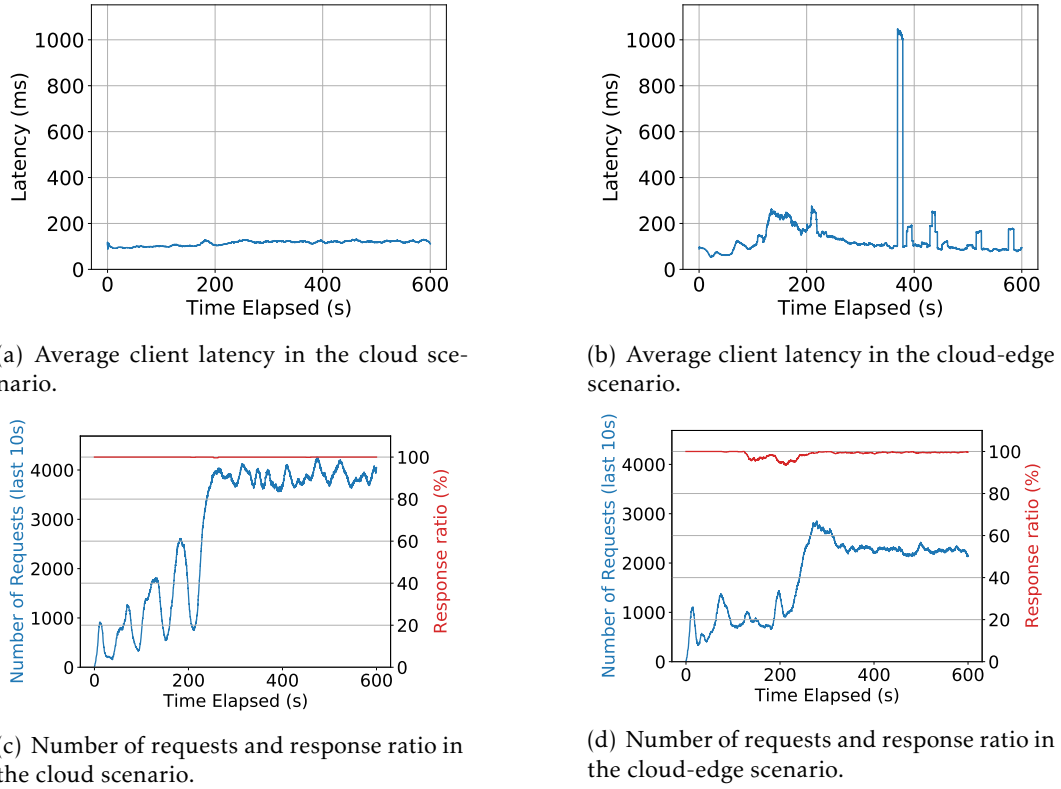 1000
800
600
400
200
0
Latency (ms)
0 200 400 600
Time Elapsed (s)
(a) Average client latency in the cloud sce-
nario.
1000
800
600
400
200
0
Latency (ms)
0 200 400 600
Time Elapsed (s)
(b) Average client latency in the cloud-edge
scenario.
Number of Requests (last 10s)
4000
3000
2000
1000
0
100
80
60
40
20
0
Response ratio (%)
0 200 400 600
Time Elapsed (s)
(c) Number of requests and response ratio in
the cloud scenario.
Number of Requests (last 10s)
4000
3000
2000
1000
0
100
80
60
40
20
0
Response ratio (%)
0 200 400 600
Time Elapsed (s)
(d) Number of requests and response ratio in
the cloud-edge scenario.